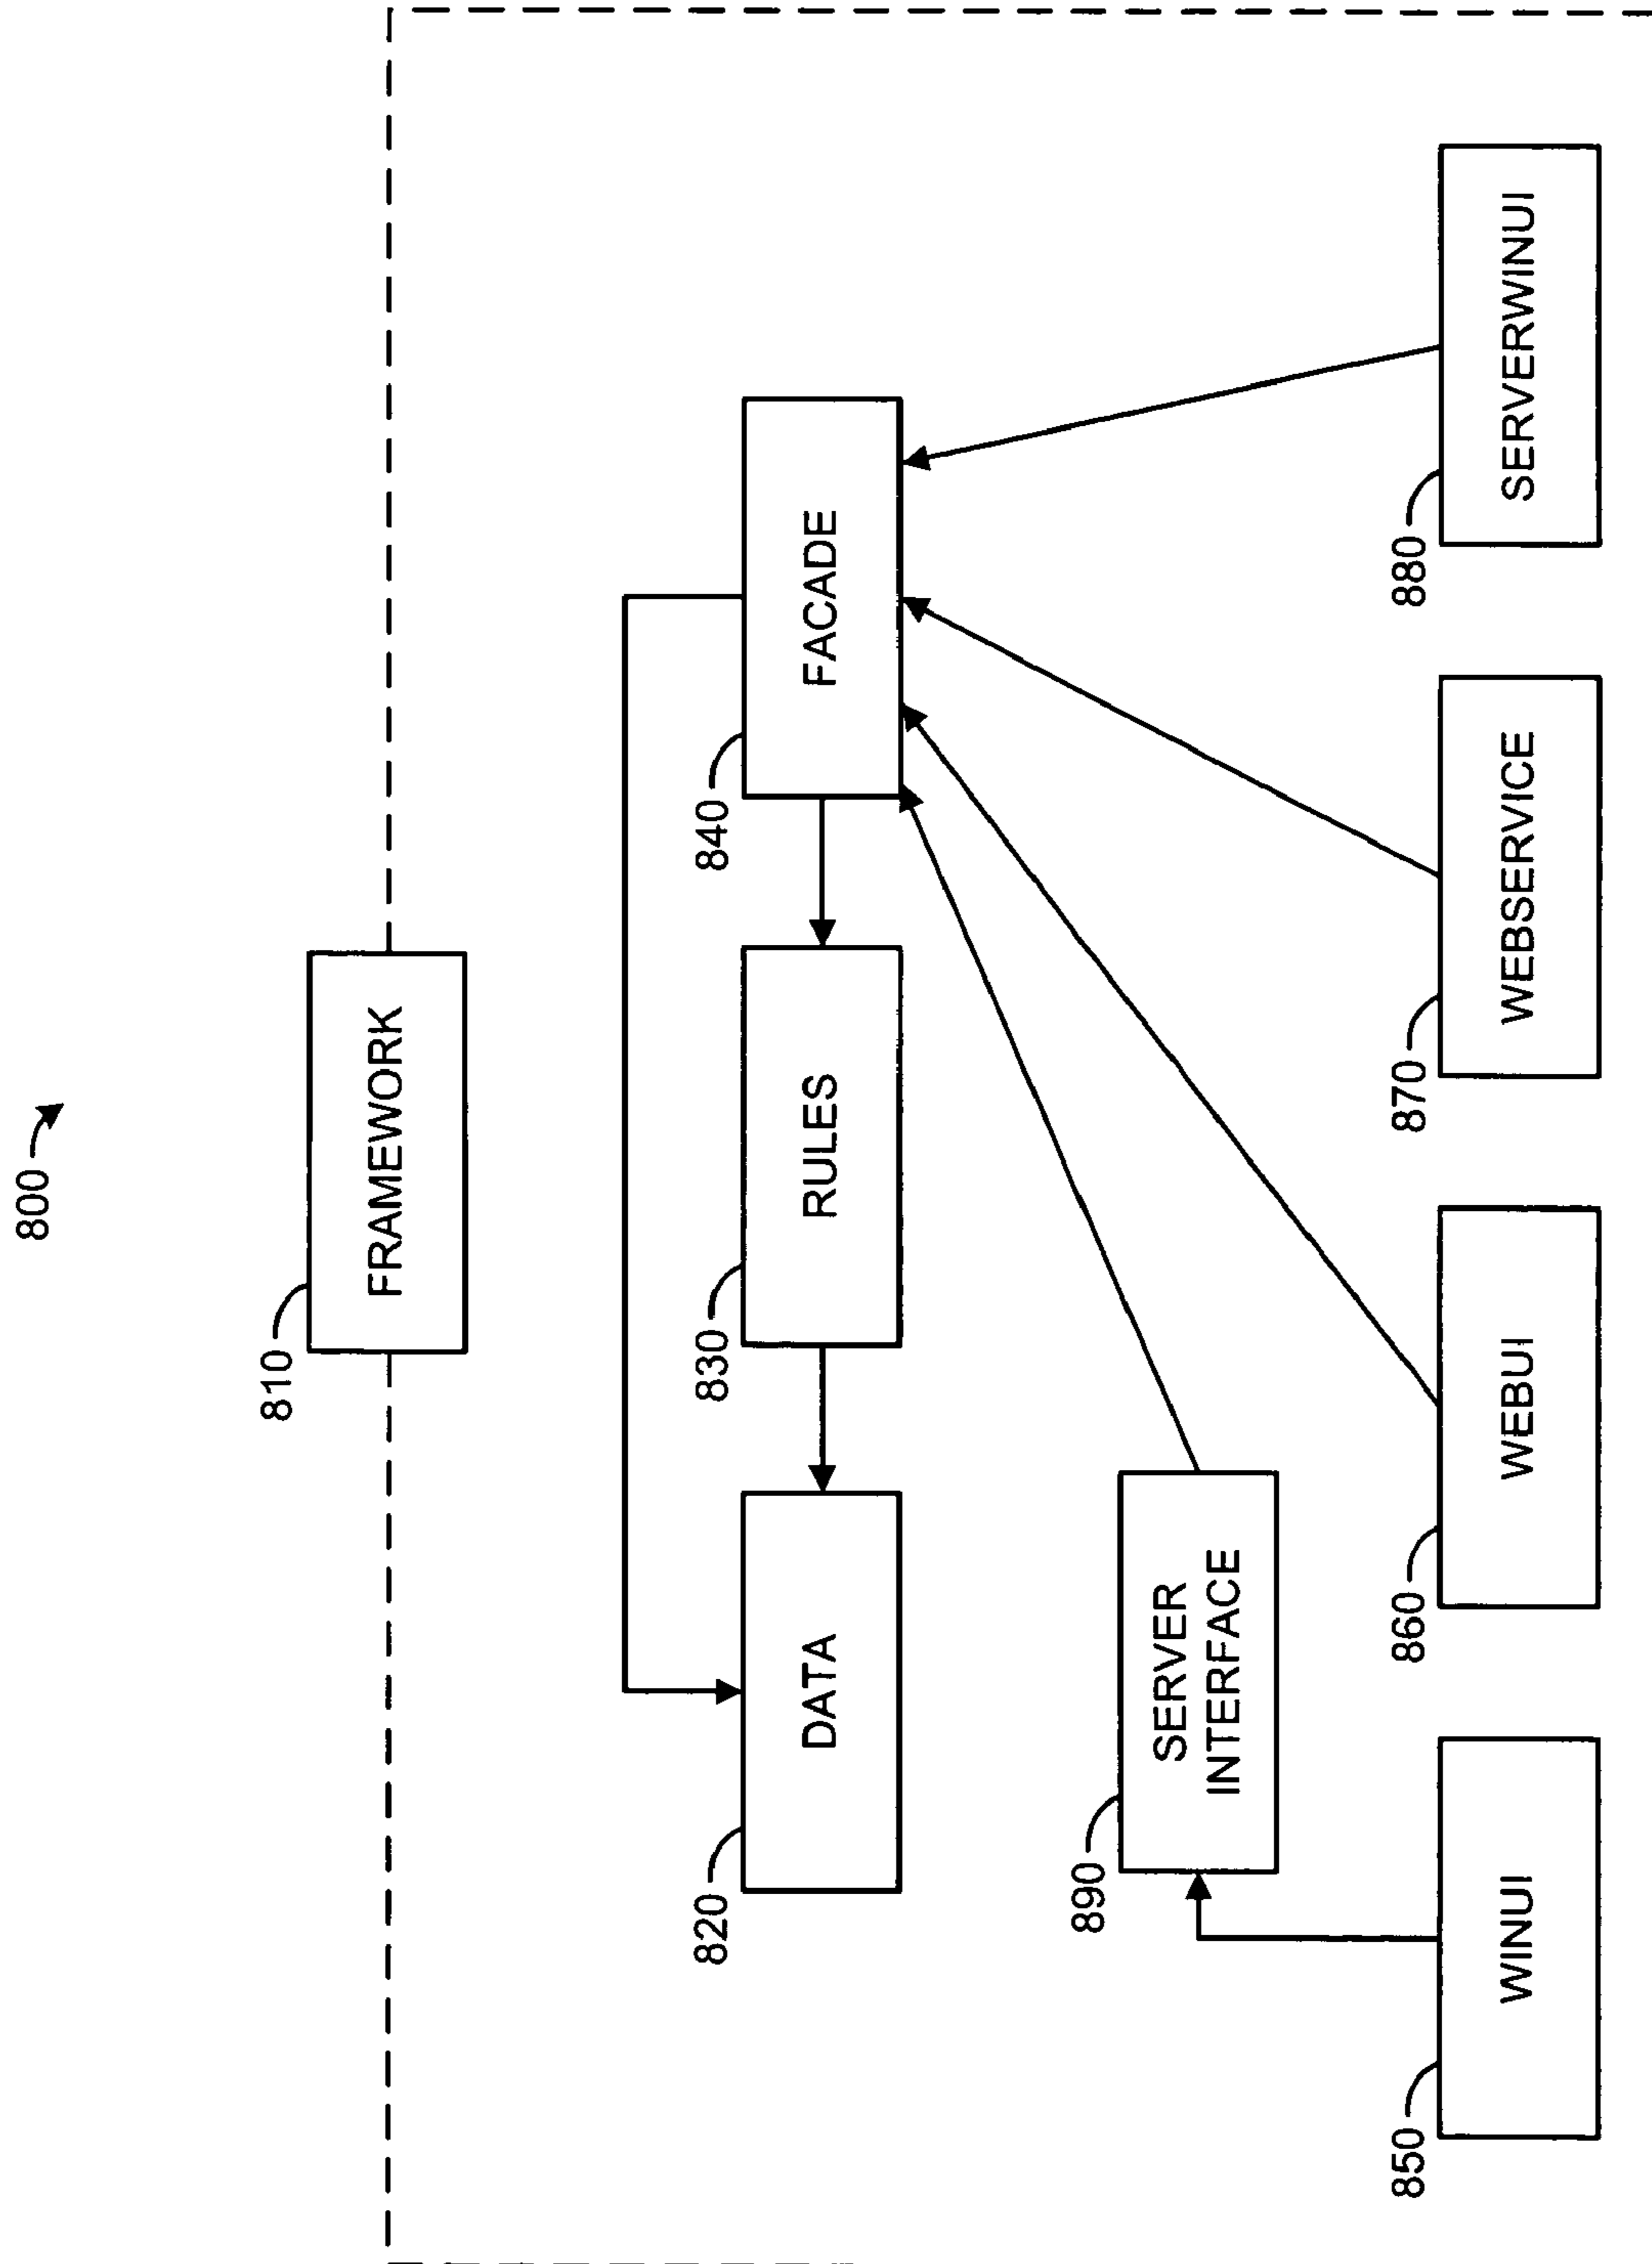 800
810
FRAMEWORK
820
DATA
830
RULES
840
FACADE
890
SERVER
INTERFACE
850
WINUI
860
WEBUI
870
WEBSERVICE
880
SERVERWINUI